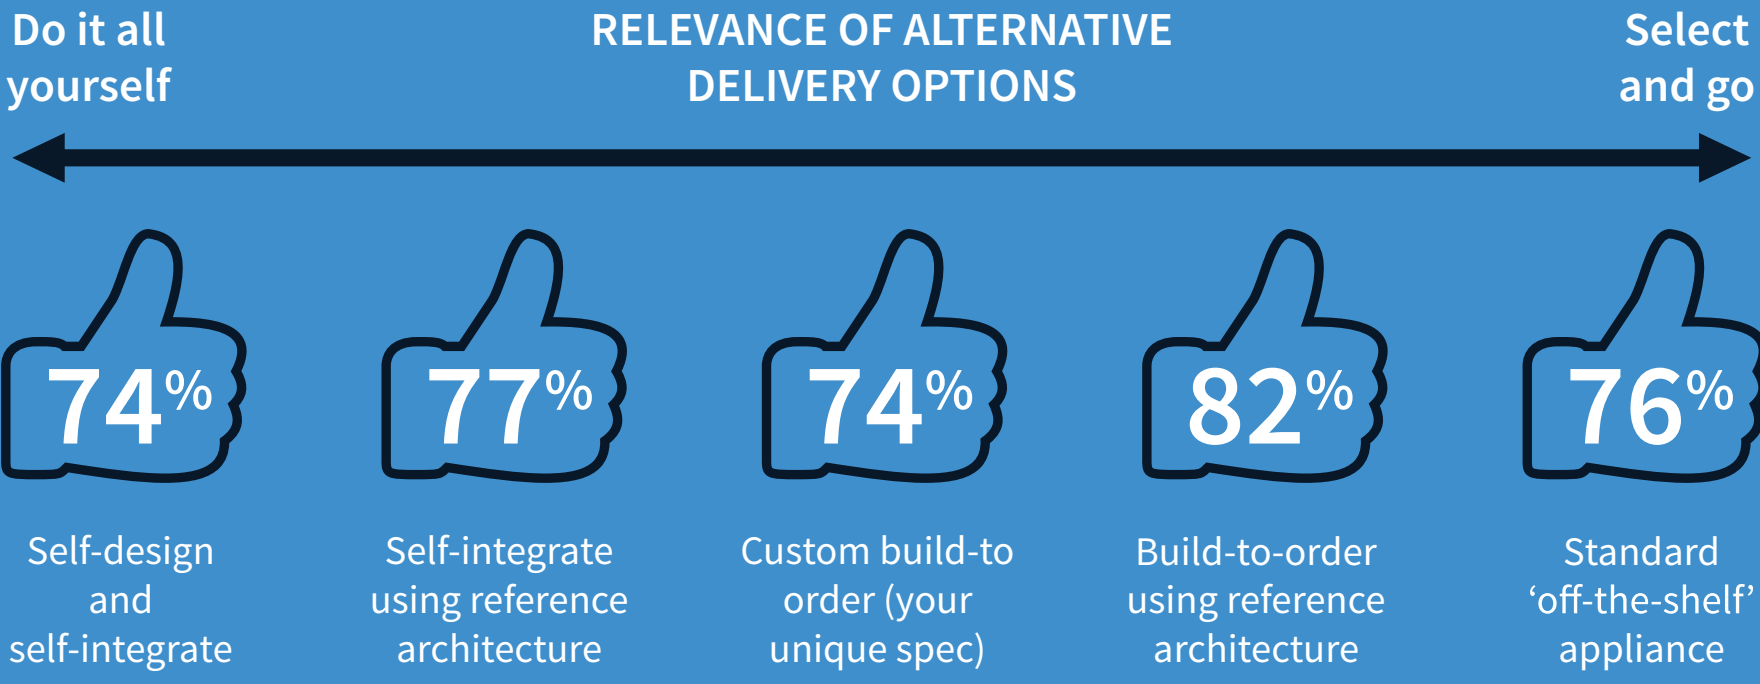 Do it all
yourself
RELEVANCE OF ALTERNATIVE
DELIVERY OPTIONS
Select
and go
74%
77%
74%
82%
76%
Self-design
and
self-integrate
Self-integrate
using reference
architecture
Custom build-to
order (your
unique spec)
Build-to-order
using reference
architecture
Standard
‘off-the-shelf’
appliance